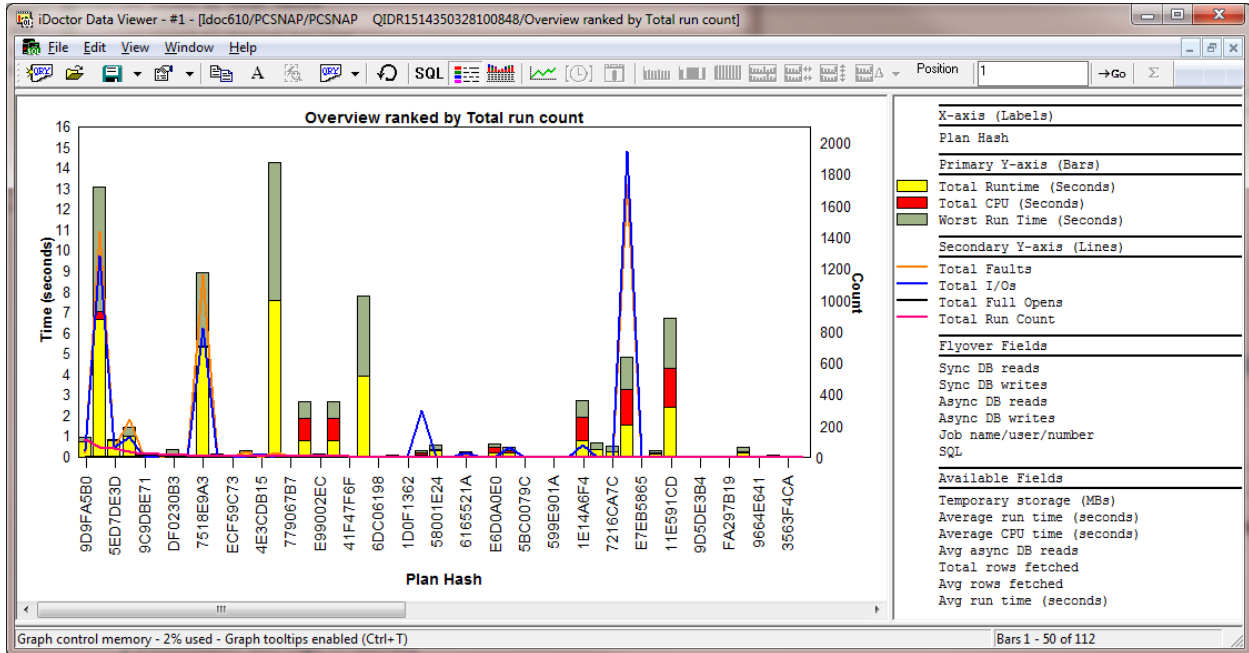 iDoctor Data Viewer - #1 - [Idoc610/PCSNAP/PCSNAP QIDR1514350328100848/Overview ranked by Total run count]
File Edit View Window Help
QRY A QRY SQL Position 1 Go Σ
Overview ranked by Total run count
Time (seconds)
16
15
14
13
12
11
10
9
8
7
6
5
4
3
2
1
0
2000
1800
1600
1400
1200
1000
800
600
400
200
0
Count
9D9FA5B0
5ED7DE3D
9C9DBE71
DF0230B3
7518E9A3
ECF59C73
4E3CDB15
779067B7
E99002EC
41F47F6F
6DC06198
1D0F1362
58001E24
6165521A
E6D0A0E0
5BC0079C
599E901A
1E14A6F4
7216CA7C
E7EB5865
11E591CD
9D5DE3B4
FA297B19
9664E641
3563F4CA
Plan Hash
X-axis (Labels)
Plan Hash
Primary Y-axis (Bars)
Total Runtime (Seconds)
Total CPU (Seconds)
Worst Run Time (Seconds)
Secondary Y-axis (Lines)
Total Faults
Total I/Os
Total Full Opens
Total Run Count
Flyover Fields
Sync DB reads
Sync DB writes
Async DB reads
Async DB writes
Job name/user/number
SQL
Available Fields
Temporary storage (MBs)
Average run time (seconds)
Average CPU time (seconds)
Avg async DB reads
Total rows fetched
Avg rows fetched
Avg run time (seconds)
Graph control memory - 2% used - Graph tooltips enabled (Ctrl+T)
Bars 1 - 50 of 112